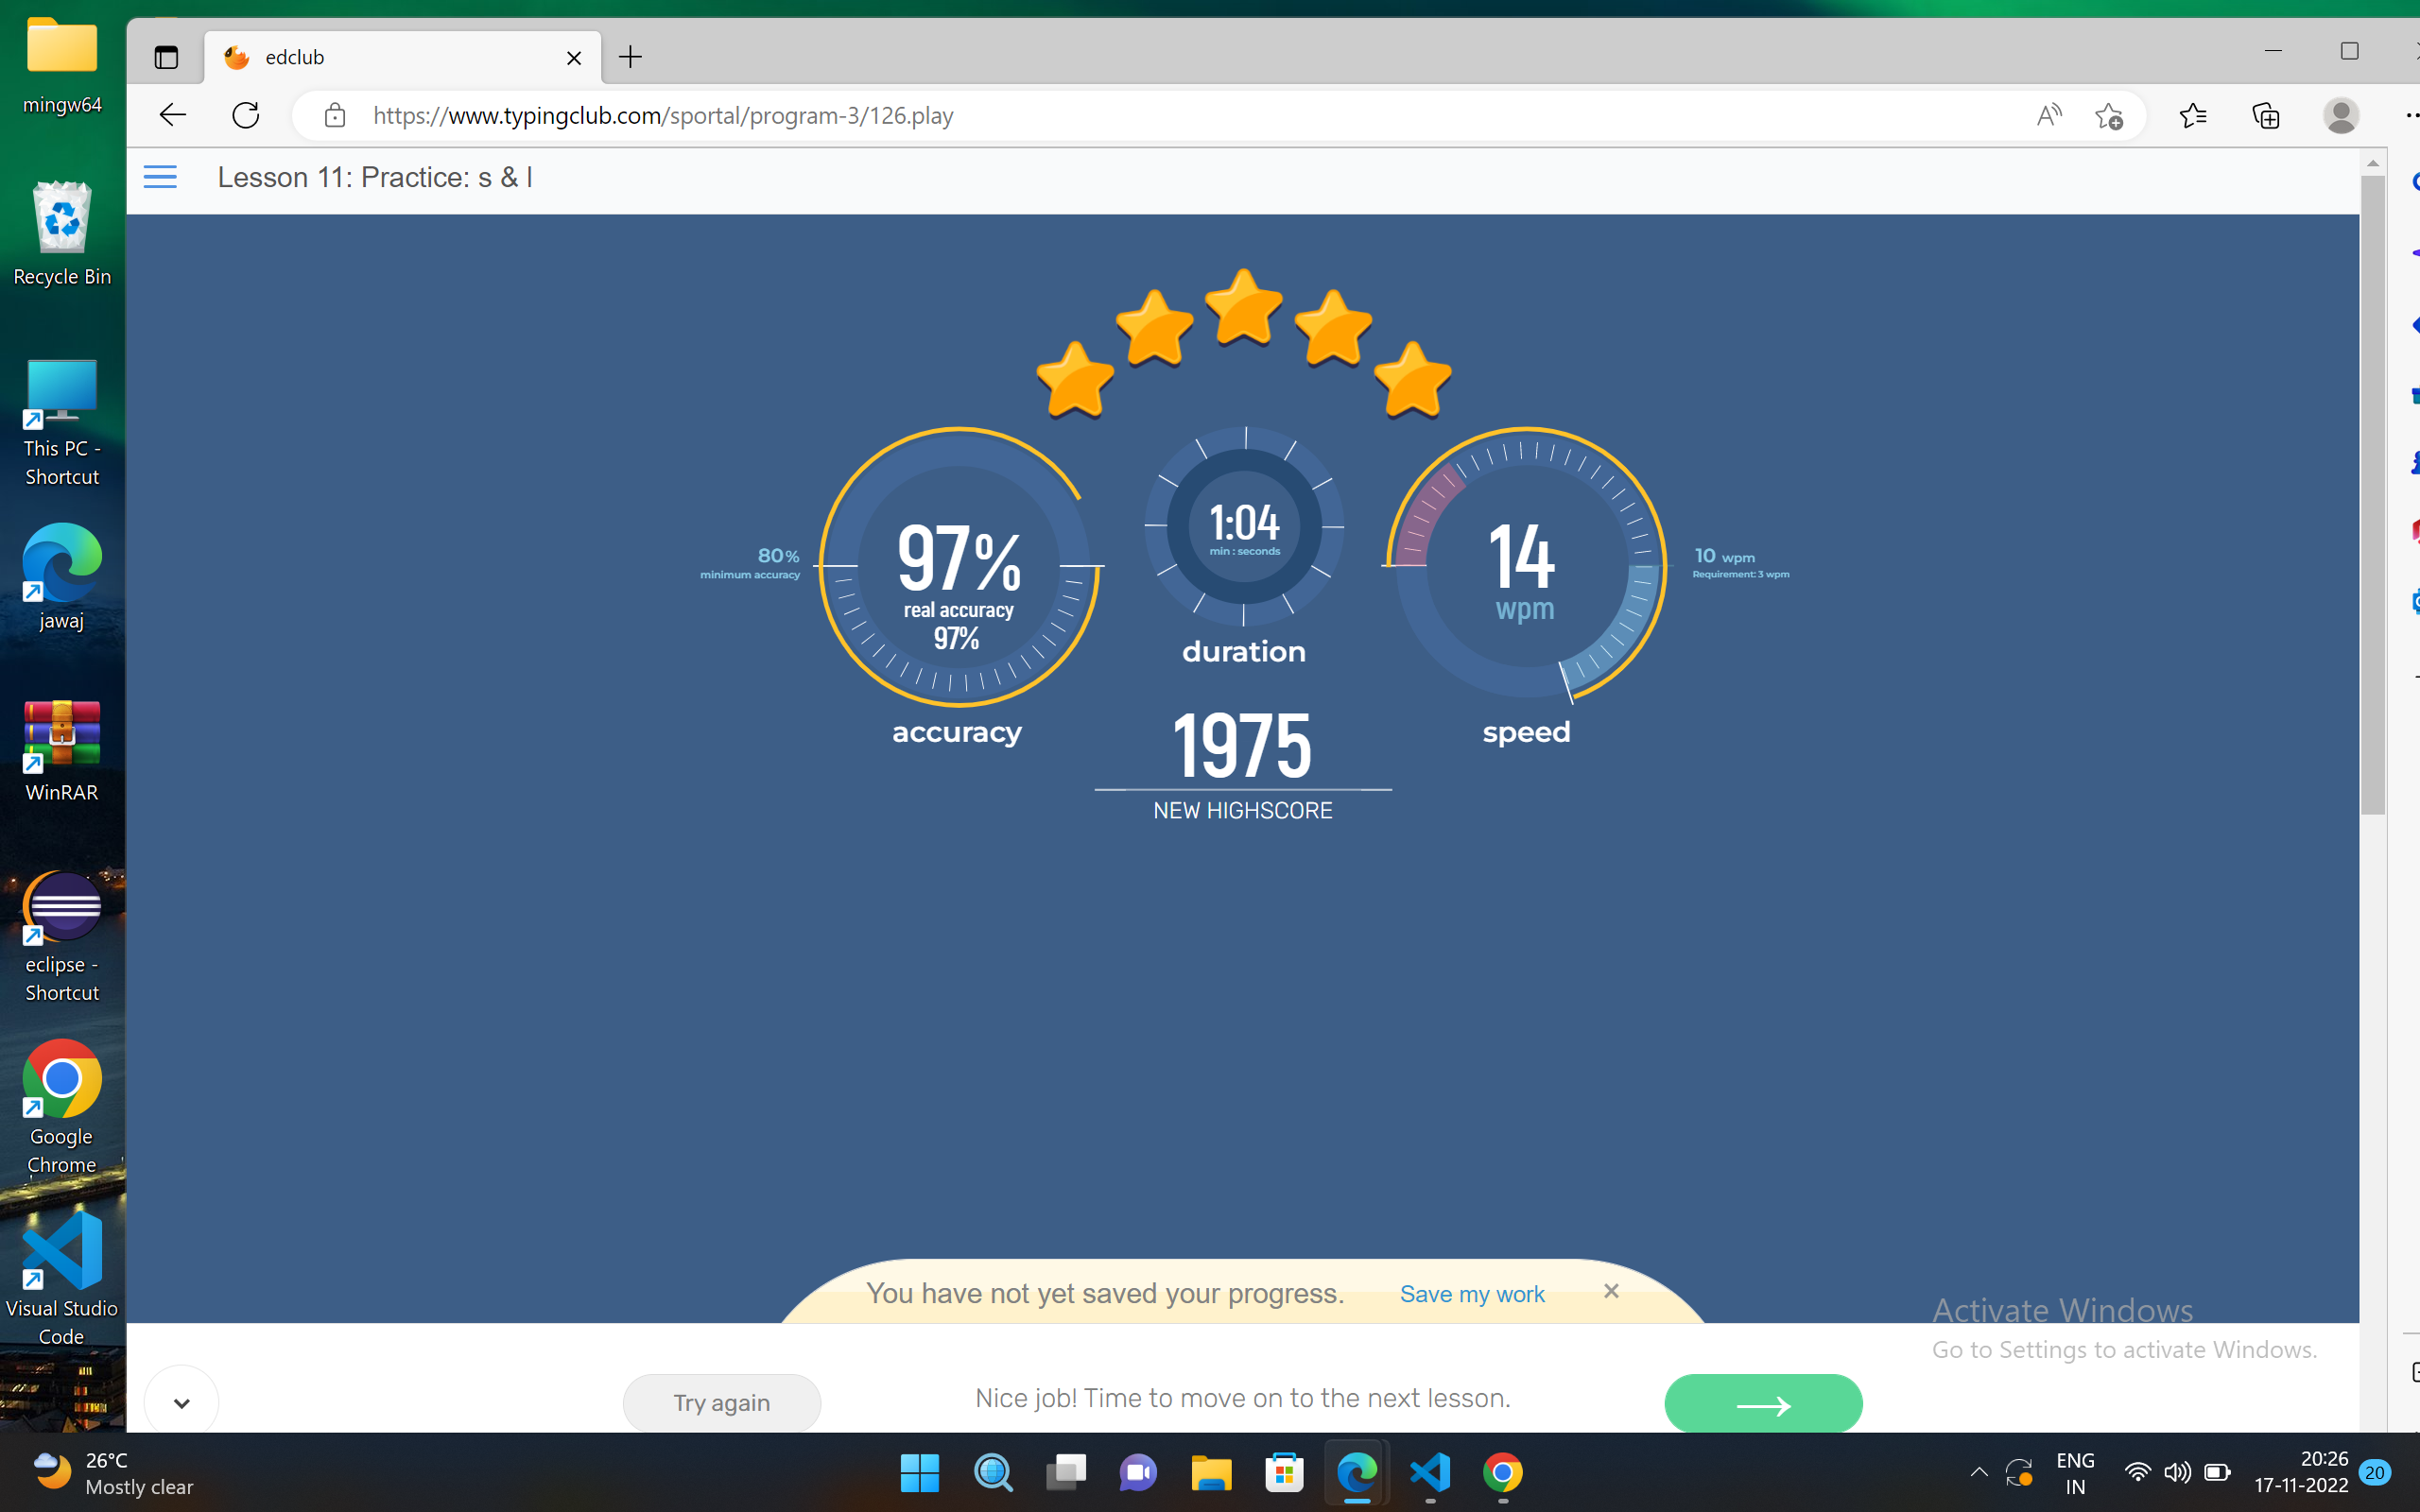 edclub
https://www.typingclub.com/sportal/program-3/126.play
Lesson 11: Practice: s & l
mingw64
Recycle Bin
This PC -
Shortcut
jawaj
WinRAR
eclipse -
Shortcut
Google
Chrome
Visual Studio
Code
80%
minimum accuracy
97%
real accuracy
97%
accuracy
1:04
min : seconds
duration
14
wpm
speed
10 wpm
Requirement: 3 wpm
1975
NEW HIGHSCORE
You have not yet saved your progress. Save my work
Activate Windows
Go to Settings to activate Windows.
Try again
Nice job! Time to move on to the next lesson.
26°C
Mostly clear
ENG
IN
20:26
17-11-2022
20